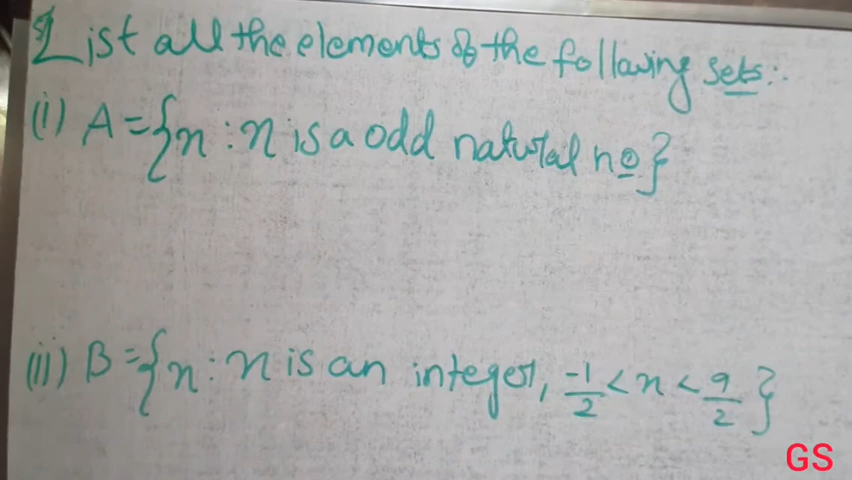 List all the elements of the following sets:-
(i) A={x : x is a odd natural no}
(ii) B={x : x is an integer, -1/2 < x < 9/2}
GS